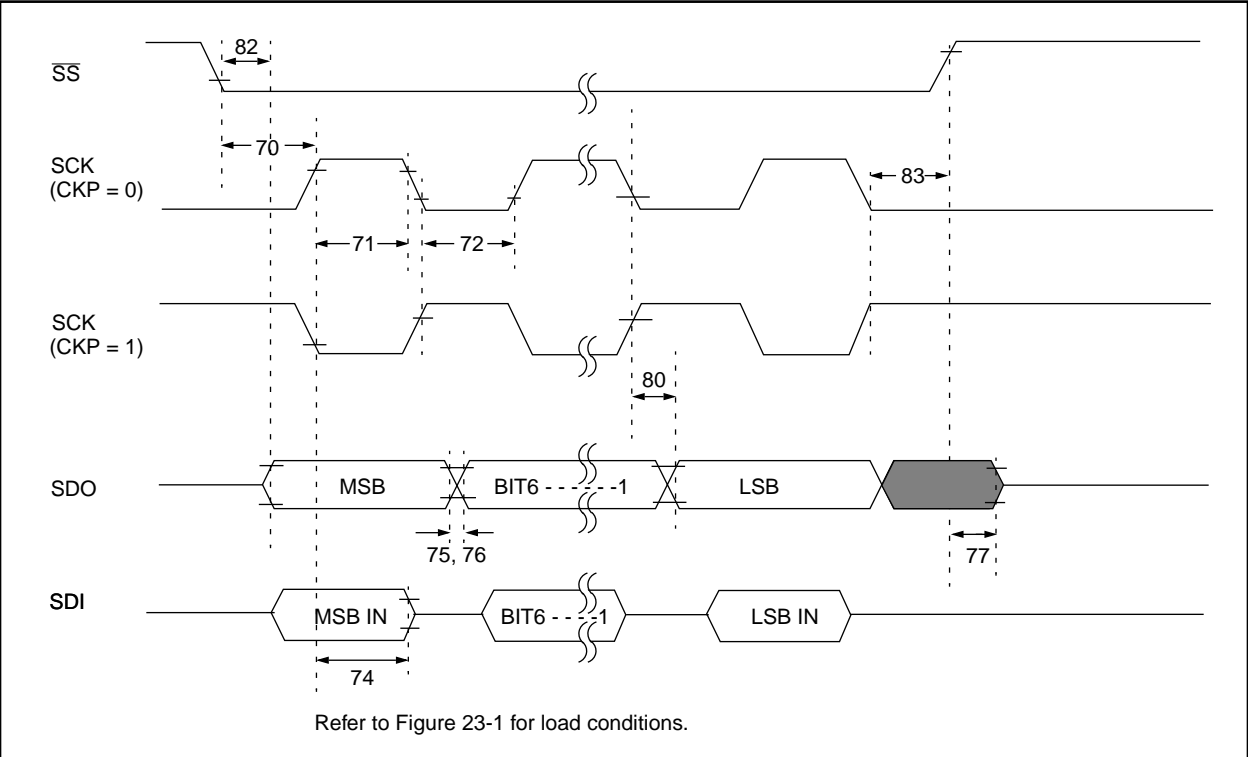 82
SS
70
SCK
(CKP = 0)
83
71
72
SCK
(CKP = 1)
80
SDO
MSB
BIT6 - - - - - -1
LSB
75, 76
77
SDI
MSB IN
BIT6 - - - -1
LSB IN
74
Refer to Figure 23-1 for load conditions.